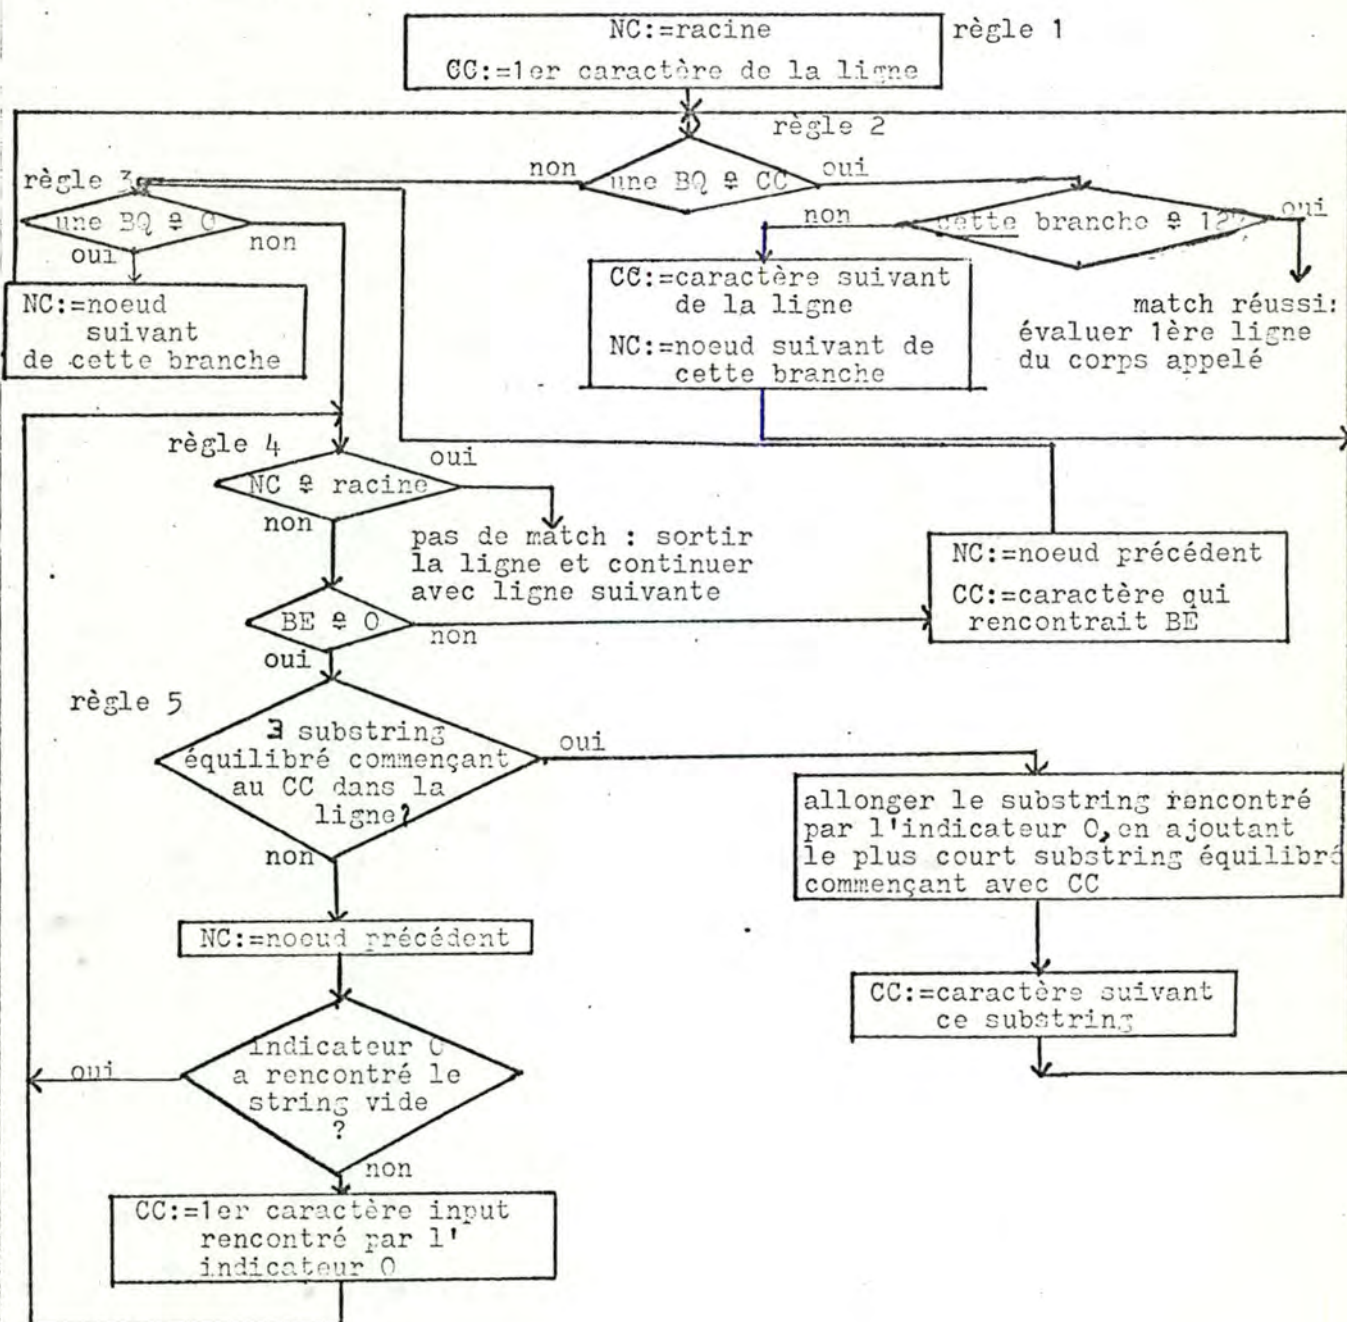 NC:=racine
CC:=1er caractère de la ligne
règle 1
règle 2
non
une BQ ⚬ CC
oui
règle 3
une BQ ⚬ 0
non
oui
non
cette branche ⚬
oui
NC:=noeud
suivant
de cette branche
CC:=caractère suivant
de la ligne
NC:=noeud suivant de
cette branche
match réussi:
évaluer 1ère ligne
du corps appelé
règle 4
oui
NC ⚬ racine
non
pas de match : sortir
la ligne et continuer
avec ligne suivante
NC:=noeud précédent
CC:=caractère qui
rencontrait BE
BE ⚬ 0
non
oui
règle 5
∃ substring
équilibré commençant
au CC dans la
ligne?
oui
non
allonger le substring rencontré
par l'indicateur 0, en ajoutant
le plus court substring équilibré
commençant avec CC
NC:=noeud précédent
CC:=caractère suivant
ce substring
indicateur 0
a rencontré le
string vide
?
oui
non
CC:=1er caractère input
rencontré par l'
indicateur 0